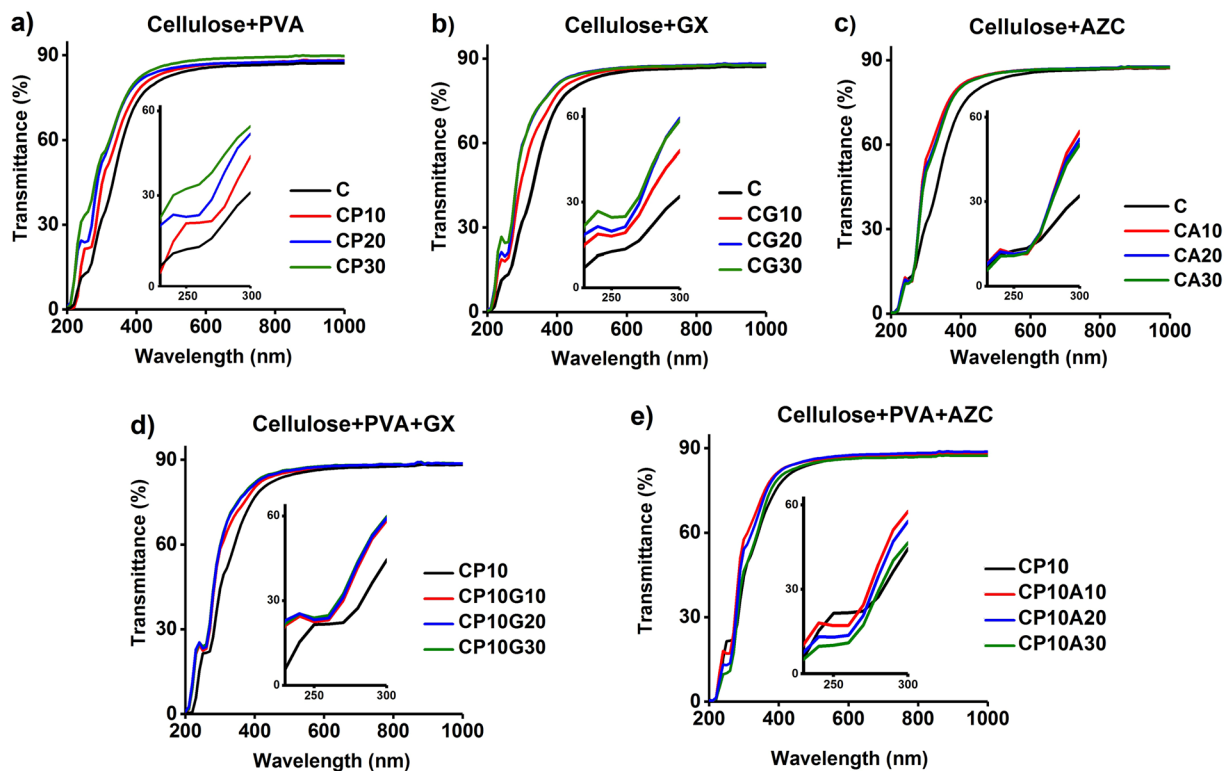 a)
Cellulose+PVA
Transmittance (%)
90
60
30
0
200
400
600
800
1000
Wavelength (nm)
60
30
0
250
300
C
CP10
CP20
CP30
b)
Cellulose+GX
Transmittance (%)
90
60
30
0
200
400
600
800
1000
Wavelength (nm)
60
30
0
250
300
C
CG10
CG20
CG30
c)
Cellulose+AZC
Transmittance (%)
90
60
30
0
200
400
600
800
1000
Wavelength (nm)
60
30
0
250
300
C
CA10
CA20
CA30
d)
Cellulose+PVA+GX
Transmittance (%)
90
60
30
0
200
400
600
800
1000
Wavelength (nm)
60
30
0
250
300
CP10
CP10G10
CP10G20
CP10G30
e)
Cellulose+PVA+AZC
Transmittance (%)
90
60
30
0
200
400
600
800
1000
Wavelength (nm)
60
30
0
250
300
CP10
CP10A10
CP10A20
CP10A30